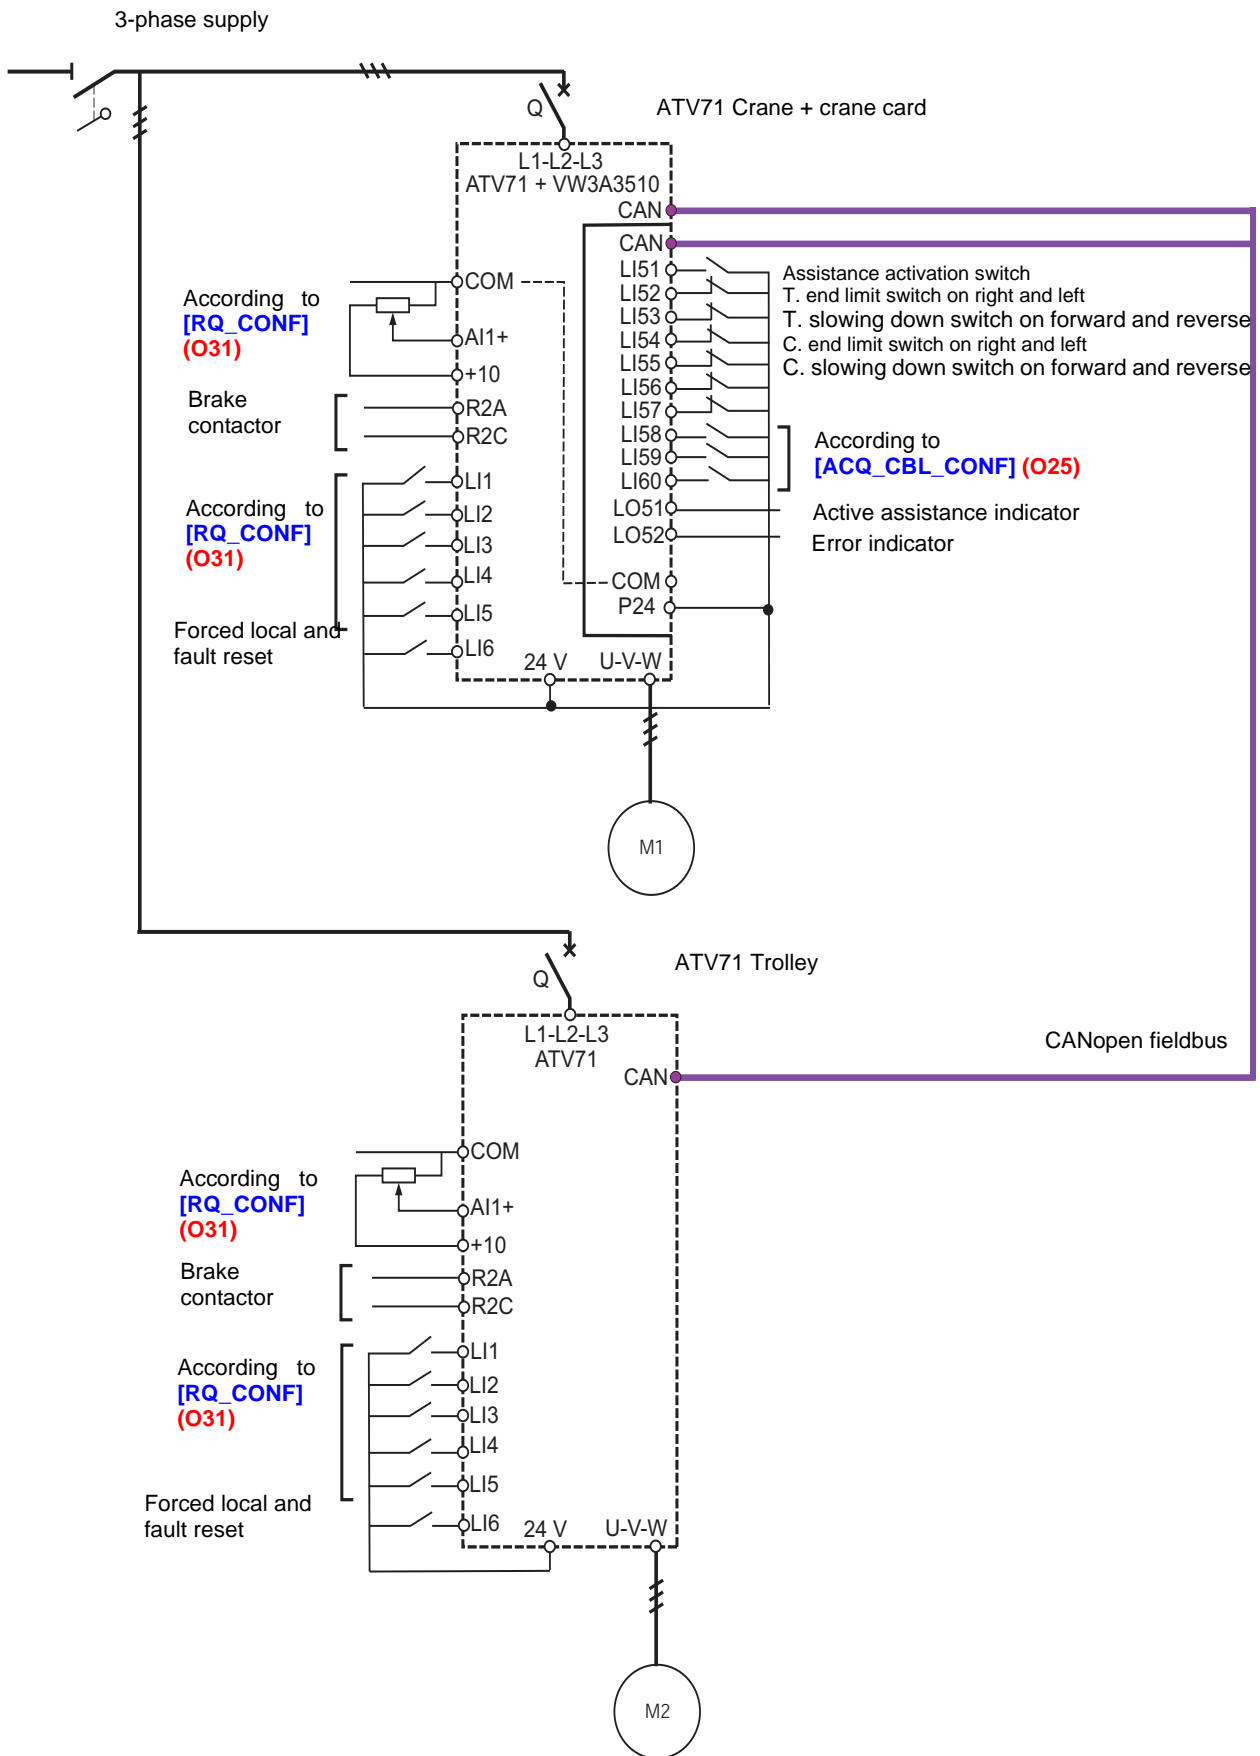 3-phase supply
Q
ATV71 Crane + crane card
L1-L2-L3
ATV71 + VW3A3510
CAN
CAN
LI51
LI52
LI53
LI54
LI55
LI56
LI57
LI58
LI59
LI60
LO51
LO52
COM
P24
Assistance activation switch
T. end limit switch on right and left
T. slowing down switch on forward and reverse
C. end limit switch on right and left
C. slowing down switch on forward and reverse
According to
[ACQ_CBL_CONF] (O25)
Active assistance indicator
Error indicator
According to
[RQ_CONF]
(O31)
COM
AI1+
+10
Brake
contactor
R2A
R2C
According to
[RQ_CONF]
(O31)
LI1
LI2
LI3
LI4
LI5
Forced local and
fault reset
LI6
24 V
U-V-W
M1
Q
ATV71 Trolley
L1-L2-L3
ATV71
CAN
CANopen fieldbus
According to
[RQ_CONF]
(O31)
COM
AI1+
+10
Brake
contactor
R2A
R2C
According to
[RQ_CONF]
(O31)
LI1
LI2
LI3
LI4
LI5
Forced local and
fault reset
LI6
24 V
U-V-W
M2